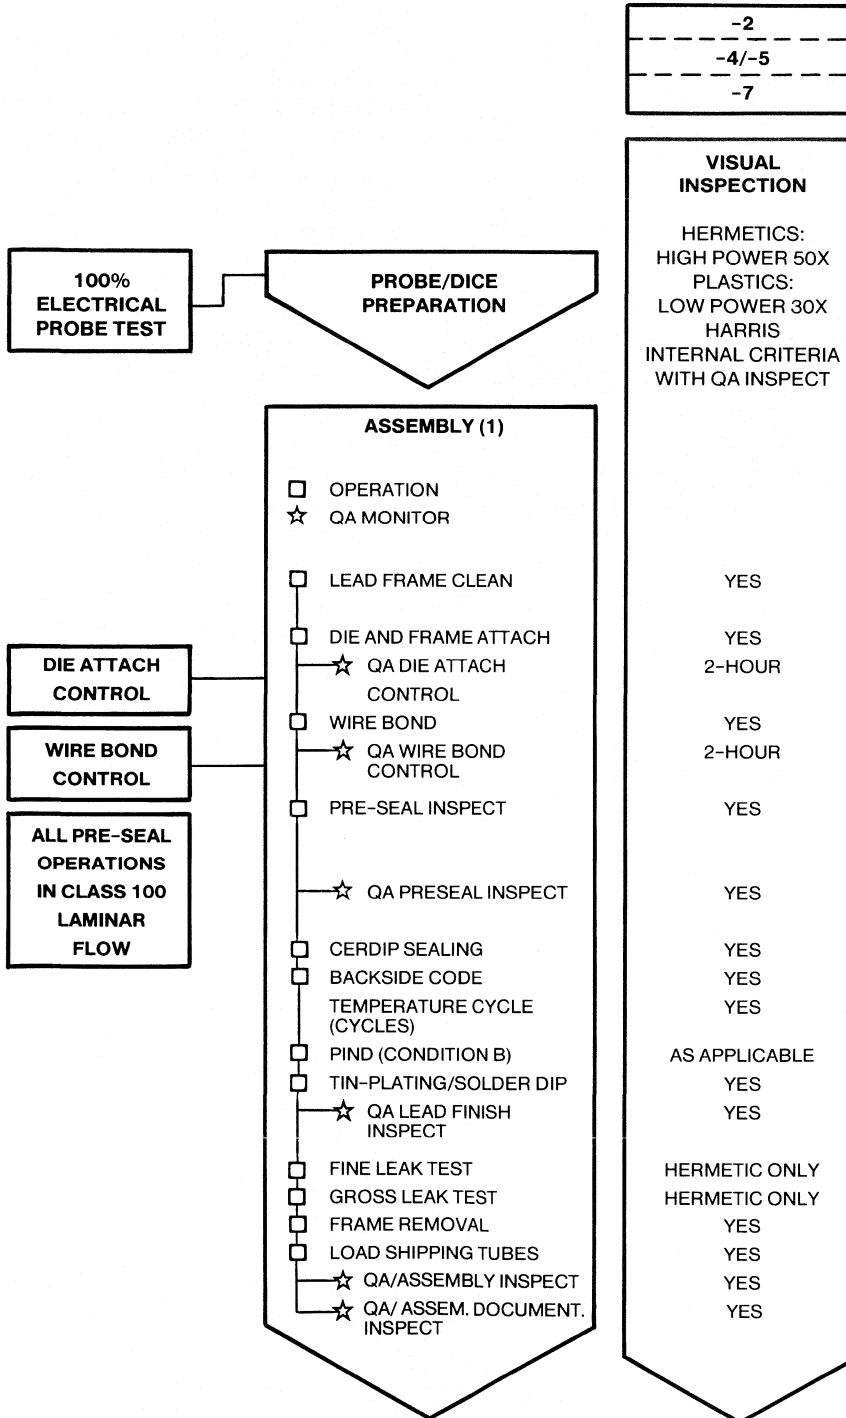 -2
-4/-5
-7
VISUAL
INSPECTION
HERMETICS:
HIGH POWER 50X
PLASTICS:
LOW POWER 30X
HARRIS
INTERNAL CRITERIA
WITH QA INSPECT
100%
ELECTRICAL
PROBE TEST
PROBE/DICE
PREPARATION
ASSEMBLY (1)
OPERATION
QA MONITOR
LEAD FRAME CLEAN YES
DIE AND FRAME ATTACH YES
DIE ATTACH
CONTROL
QA DIE ATTACH 2-HOUR
CONTROL
WIRE BOND YES
WIRE BOND
CONTROL
QA WIRE BOND 2-HOUR
CONTROL
PRE-SEAL INSPECT YES
ALL PRE-SEAL
OPERATIONS
IN CLASS 100
LAMINAR
FLOW
QA PRESEAL INSPECT YES
CERDIP SEALING YES
BACKSIDE CODE YES
TEMPERATURE CYCLE YES
(CYCLES)
PIND (CONDITION B) AS APPLICABLE
TIN-PLATING/SOLDER DIP YES
QA LEAD FINISH YES
INSPECT
FINE LEAK TEST HERMETIC ONLY
GROSS LEAK TEST HERMETIC ONLY
FRAME REMOVAL YES
LOAD SHIPPING TUBES YES
QA/ASSEMBLY INSPECT YES
QA/ ASSEM. DOCUMENT. YES
INSPECT